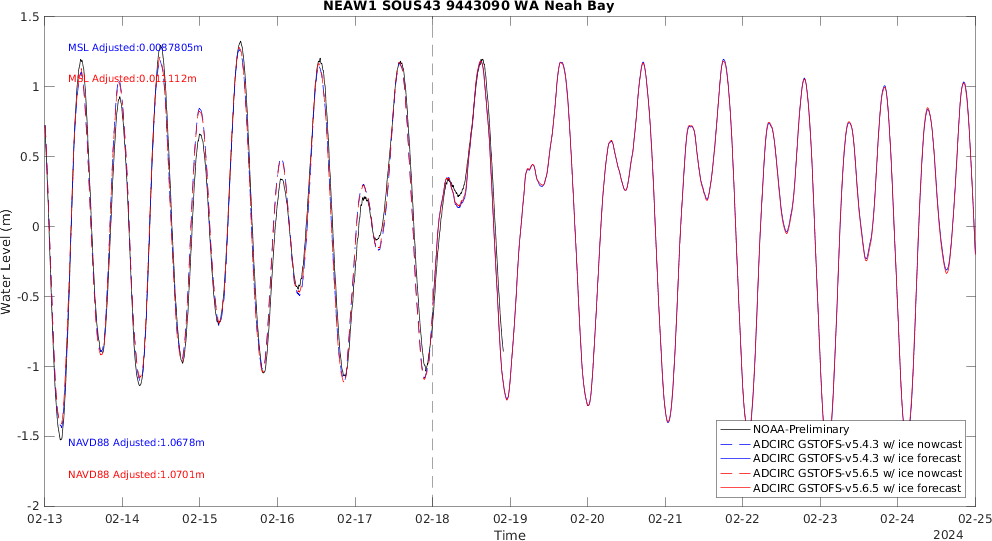 NEAW1 SOUS43 9443090 WA Neah Bay
1.5
1
0.5
0
-0.5
-1
-1.5
-2
Water Level (m)
MSL Adjusted:0.0087805m
MSL Adjusted:0.012112m
NAVD88 Adjusted:1.0678m
NAVD88 Adjusted:1.0701m
NOAA-Preliminary
ADCIRC GSTOFS-v5.4.3 w/ ice nowcast
ADCIRC GSTOFS-v5.4.3 w/ ice forecast
ADCIRC GSTOFS-v5.6.5 w/ ice nowcast
ADCIRC GSTOFS-v5.6.5 w/ ice forecast
02-13 02-14 02-15 02-16 02-17 02-18 02-19 02-20 02-21 02-22 02-23 02-24 02-25
Time
2024